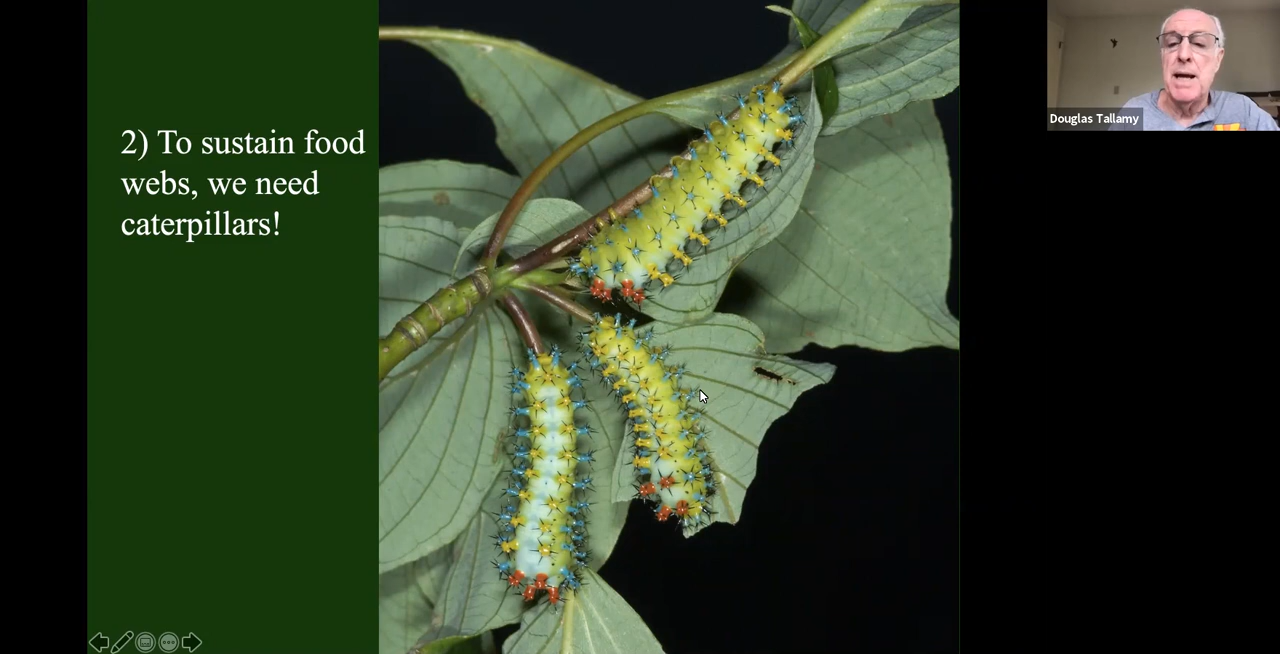 2) To sustain food
webs, we need
caterpillars!
Douglas Tallamy